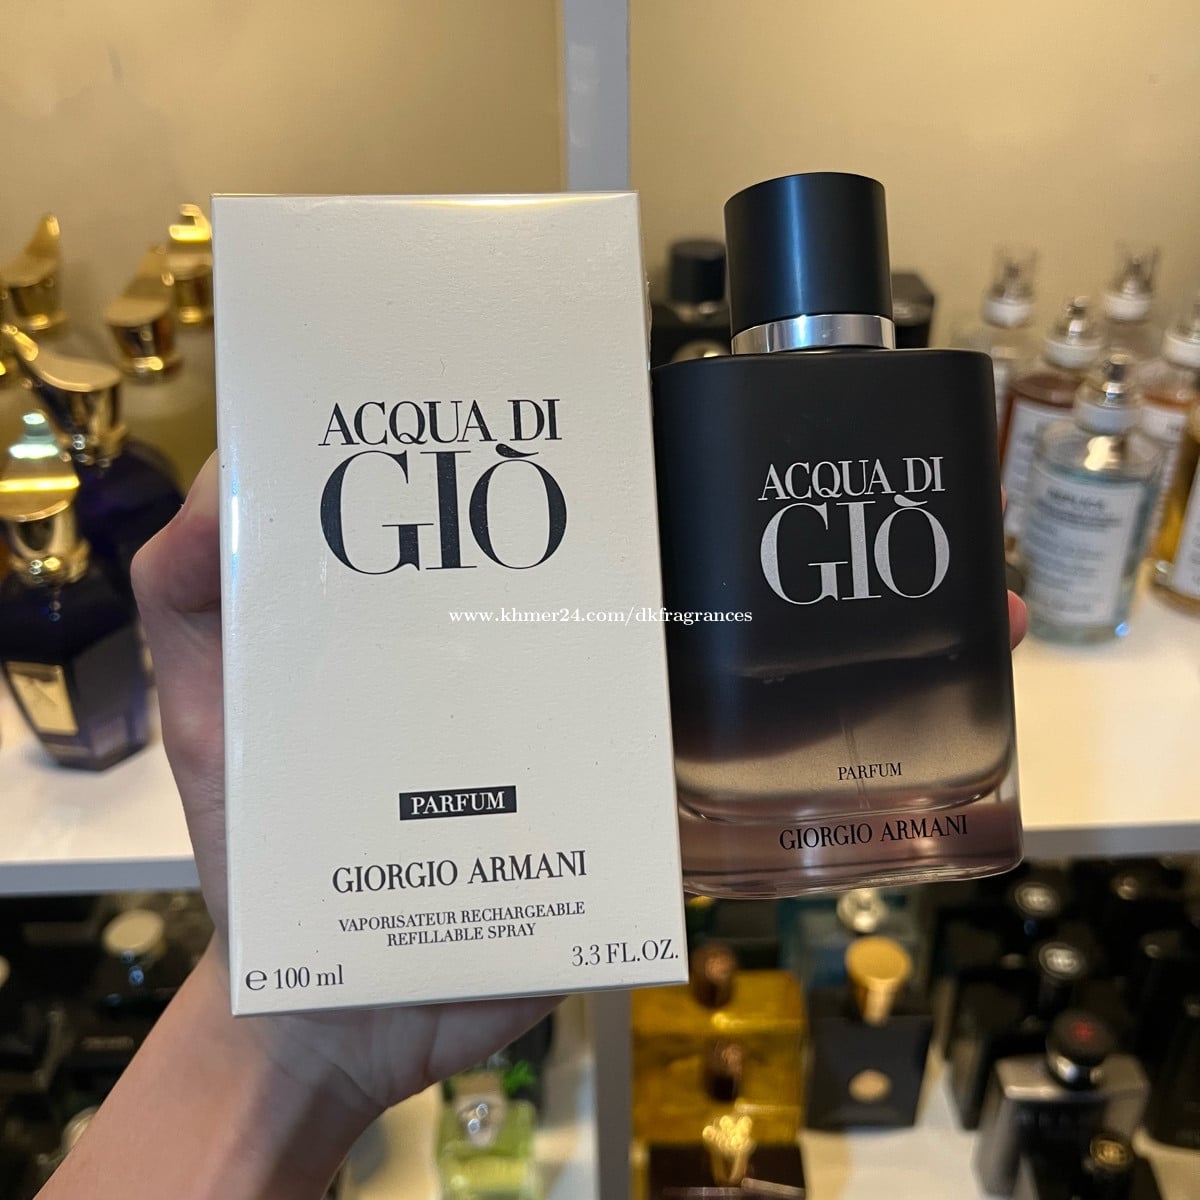 ACQUA DI
GIÒ
PARFUM
GIORGIO ARMANI
VAPORISATEUR RECHARGEABLE
REFILLABLE SPRAY
℮ 100 ml
3.3 FL.OZ.
ACQUA DI
GIÒ
PARFUM
GIORGIO ARMANI
www.khmer24.com/dkfragrances